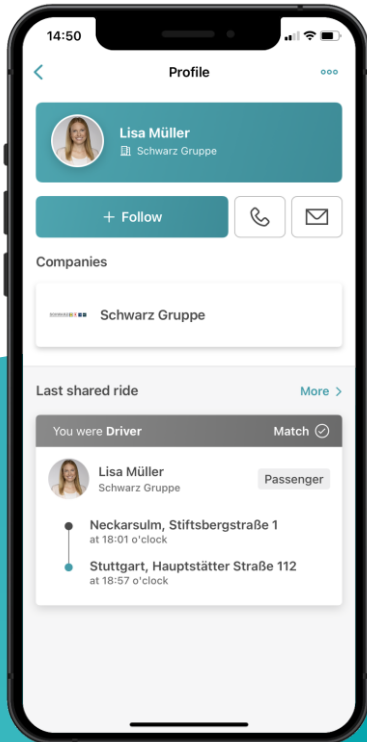 14:50
Profile
Lisa Müller
Schwarz Gruppe
+ Follow
Companies
Schwarz Gruppe
Last shared ride
More >
You were Driver
Match
Lisa Müller
Schwarz Gruppe
Passenger
Neckarsulm, Stiftsbergstraße 1
at 18:01 o'clock
Stuttgart, Hauptstätter Straße 112
at 18:57 o'clock